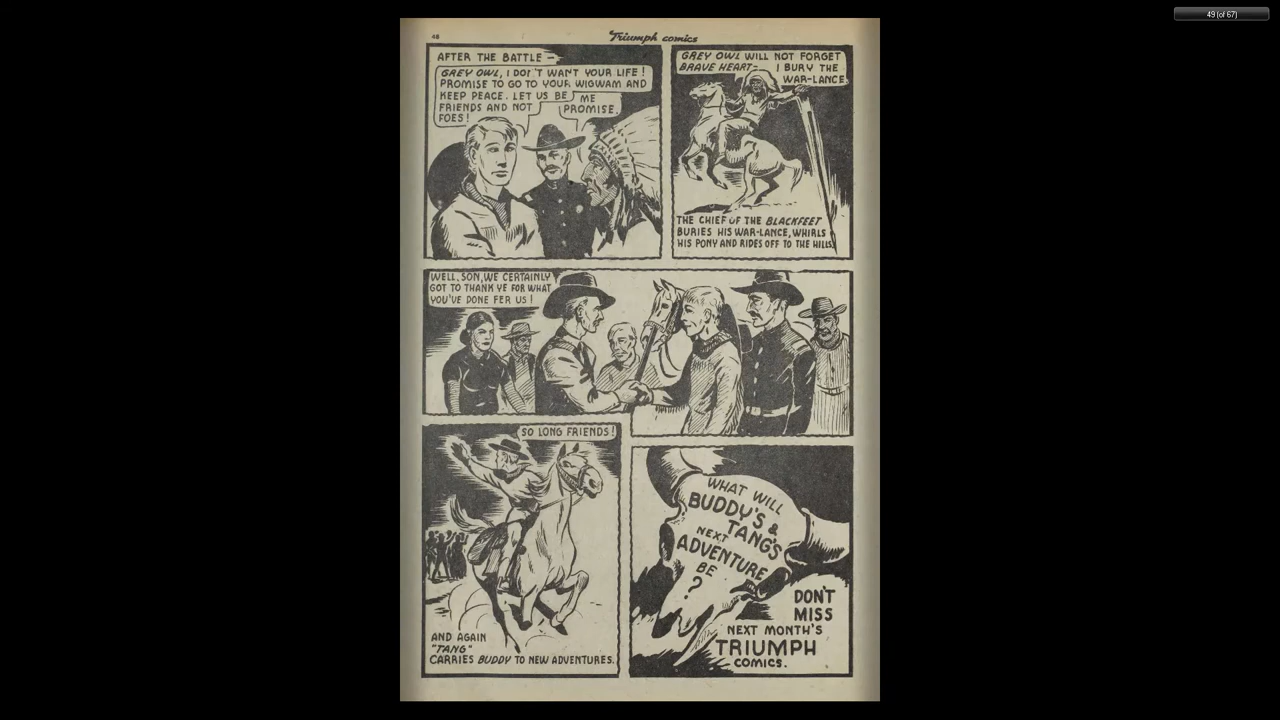 49 (of 67)
48
Triumph comics
AFTER THE BATTLE —
GREY OWL, I DON'T WANT YOUR LIFE!
PROMISE TO GO TO YOUR WIGWAM AND
KEEP PEACE. LET US BE
FRIENDS AND NOT
FOES!
ME
PROMISE.
GREY OWL WILL NOT FORGET
BRAVE HEART— I BURY THE
WAR-LANCE.
THE CHIEF OF THE BLACKFEET
BURIES HIS WAR-LANCE, WHIRLS
HIS PONY AND RIDES OFF TO THE HILLS.
WELL, SON, WE CERTAINLY
GOT TO THANK YE FOR WHAT
YOU'VE DONE FER US!
SO LONG FRIENDS!
AND AGAIN
"TANG"
CARRIES BUDDY TO NEW ADVENTURES.
WHAT WILL
BUDDY'S &
TANG'S
NEXT
ADVENTURE
BE
?
DON'T
MISS
NEXT MONTH'S
TRIUMPH
COMICS.